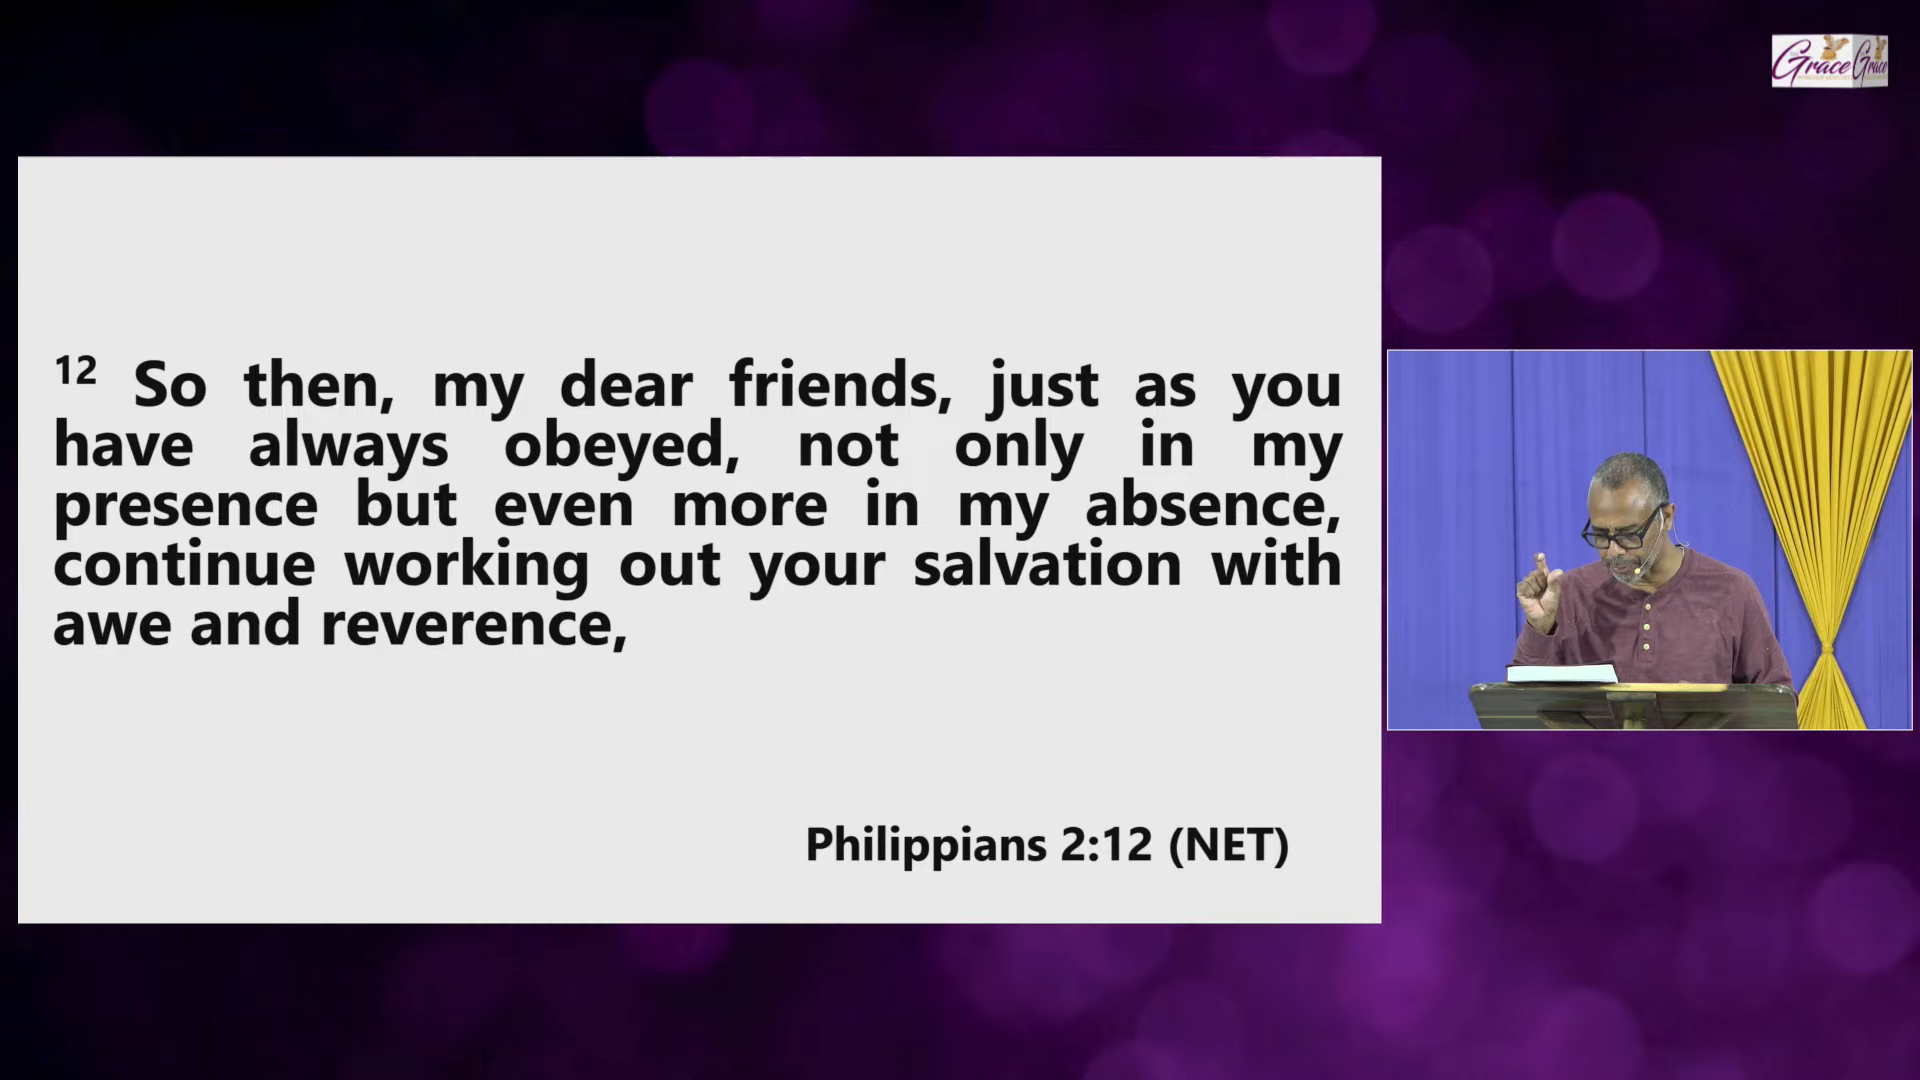 Grace Grace
12 So then, my dear friends, just as you
have always obeyed, not only in my
presence but even more in my absence,
continue working out your salvation with
awe and reverence,
Philippians 2:12 (NET)